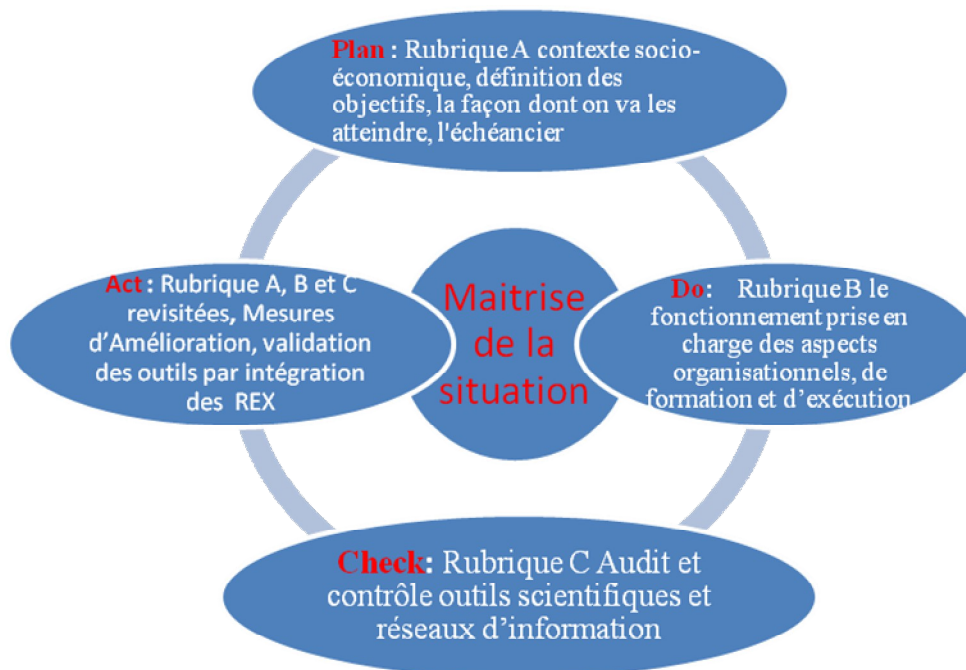 Plan : Rubrique A contexte socio-
économique, définition des
objectifs, la façon dont on va les
atteindre, l'échéancier
Act : Rubrique A, B et C
revisitées, Mesures
d'Amélioration, validation
des outils par intégration
des REX
Maitrise
de la
situation
Do: Rubrique B le
fonctionnement prise en
charge des aspects
organisationnels, de
formation et d'exécution
Check: Rubrique C Audit et
contrôle outils scientifiques et
réseaux d'information